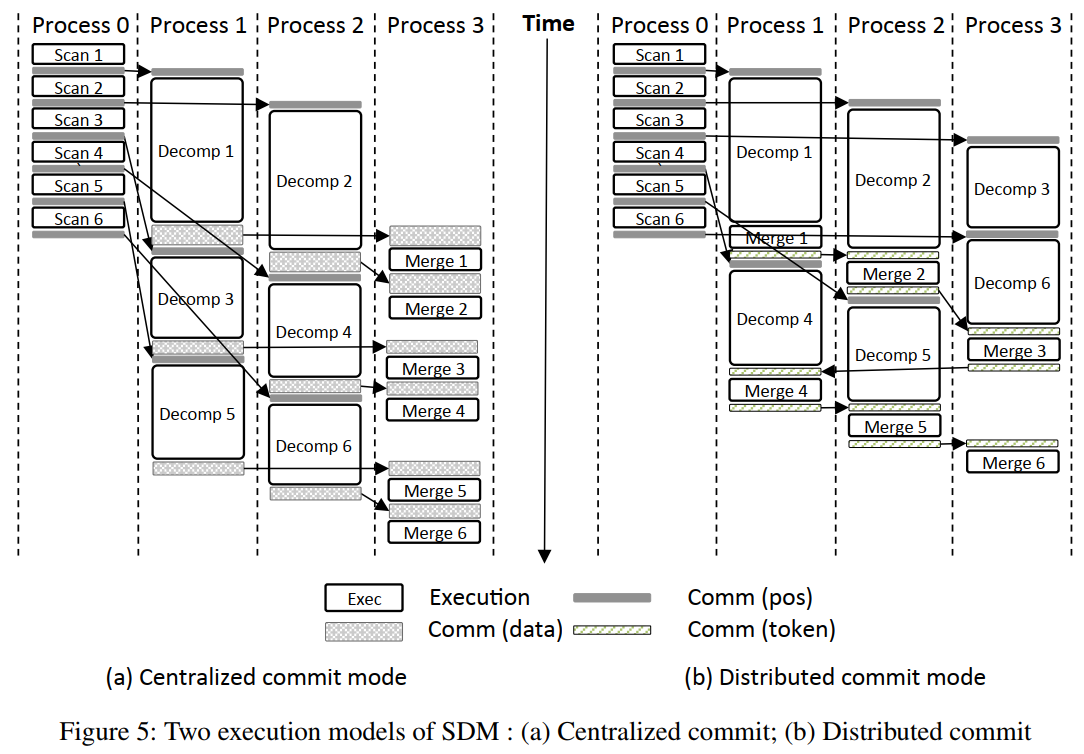 Process 0 Process 1 Process 2 Process 3 Time Process 0 Process 1 Process 2 Process 3
Scan 1
Scan 2
Scan 3
Scan 4
Scan 5
Scan 6
Decomp 1
Decomp 3
Decomp 5
Decomp 2
Decomp 4
Decomp 6
Merge 1
Merge 2
Merge 3
Merge 4
Merge 5
Merge 6
Scan 1
Scan 2
Scan 3
Scan 4
Scan 5
Scan 6
Decomp 1
Merge 1
Decomp 4
Merge 4
Decomp 2
Merge 2
Decomp 5
Merge 5
Decomp 3
Decomp 6
Merge 3
Merge 6
Exec Execution Comm (pos)
Comm (data) Comm (token)
(a) Centralized commit mode (b) Distributed commit mode
Figure 5: Two execution models of SDM : (a) Centralized commit; (b) Distributed commit